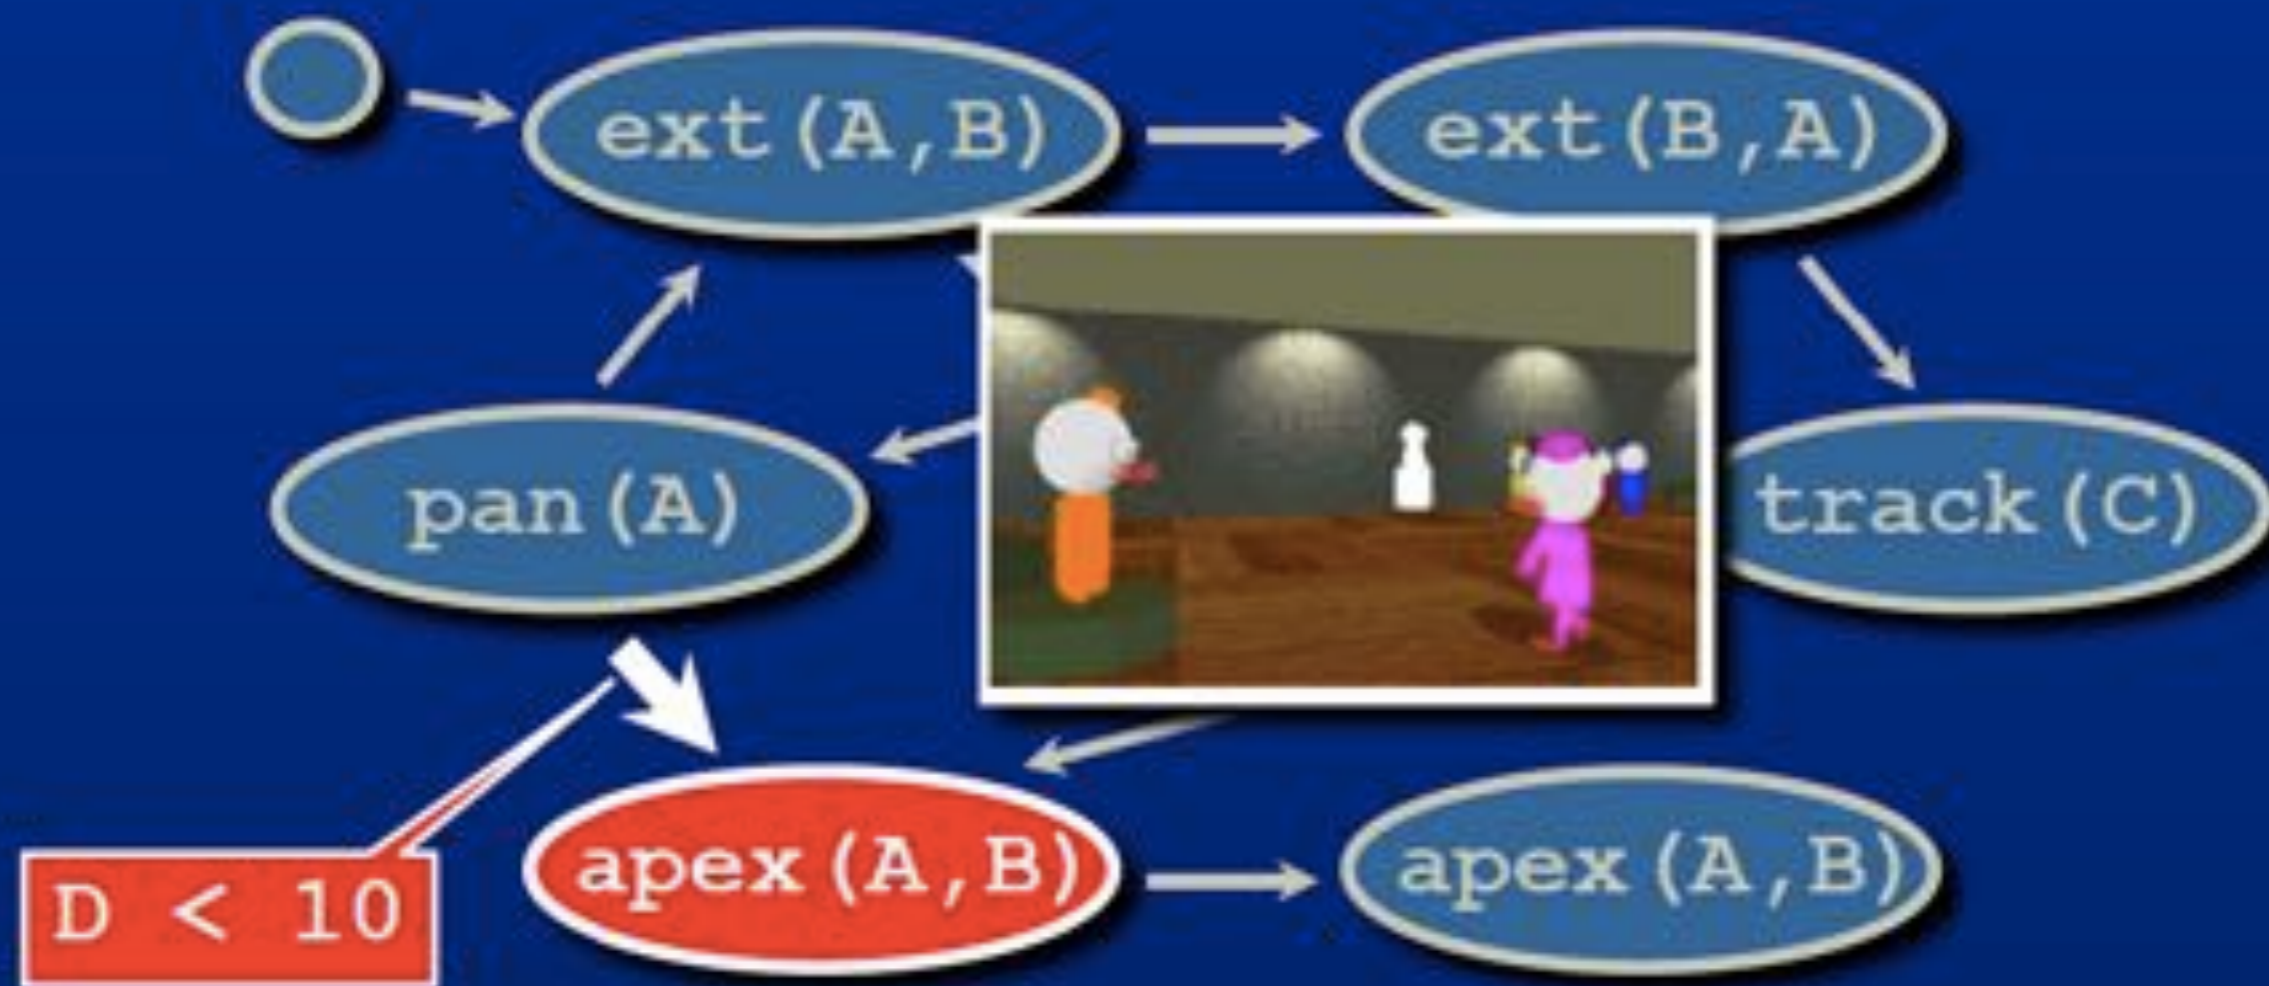 ext(A,B)
ext(B,A)
pan(A)
track(C)
D < 10
apex(A,B)
apex(A,B)